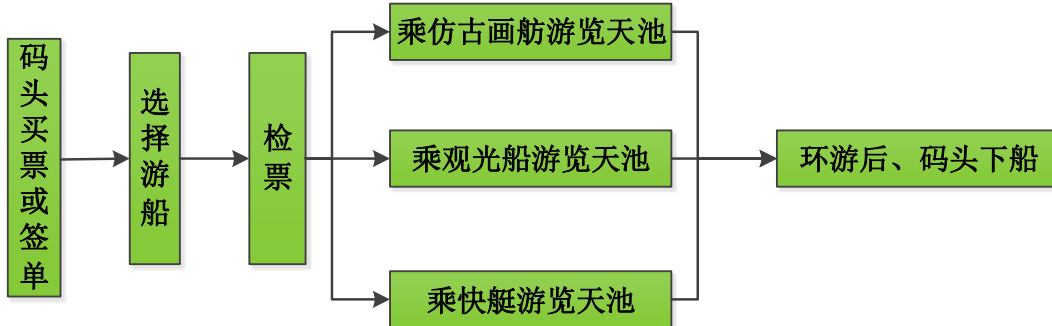 码头买票或签单
选择游船
检票
乘仿古画舫游览天池
乘观光船游览天池
乘快艇游览天池
环游后、码头下船